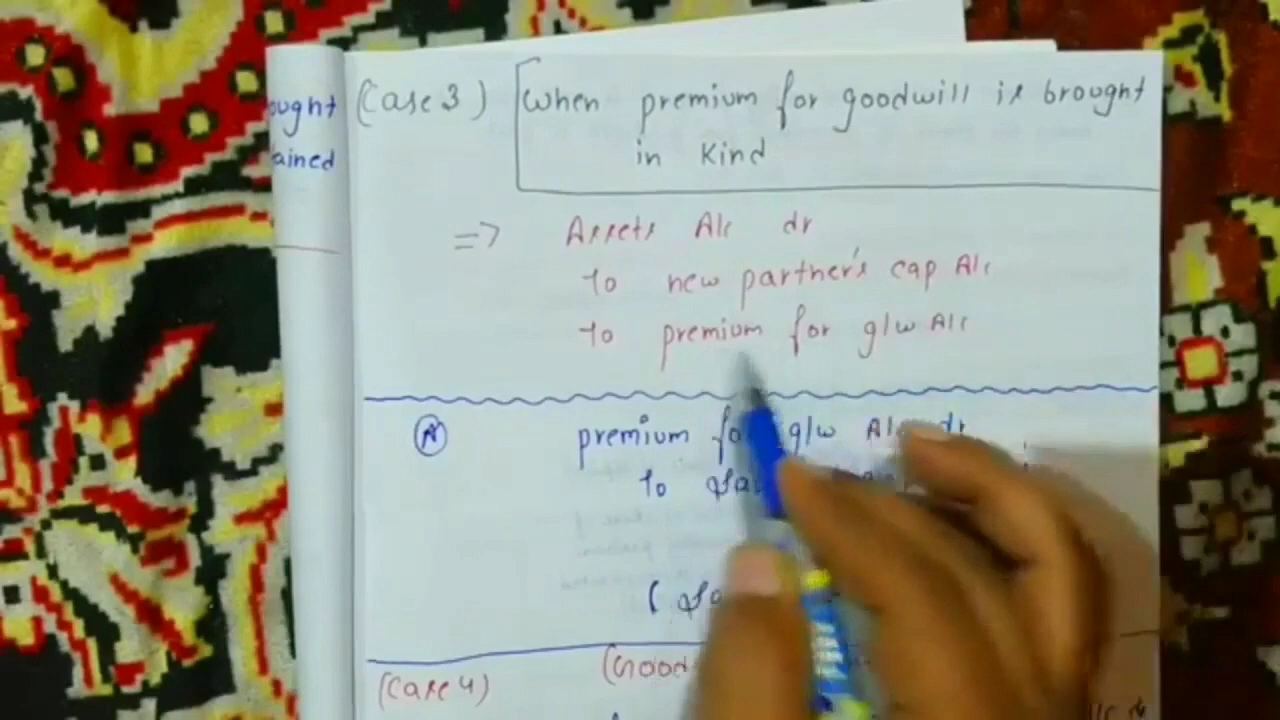 ought
ained
(Case 3) When premium for goodwill is brought
in Kind
=> Assets A/c dr
To new partner's cap A/c
To premium for g/w A/c
(A) premium for g/w A/c dr
To
(Case 4)